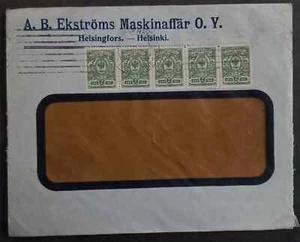 A. B. Ekströms Maskinaffär O. Y.
Helsingfors. — Helsinki.